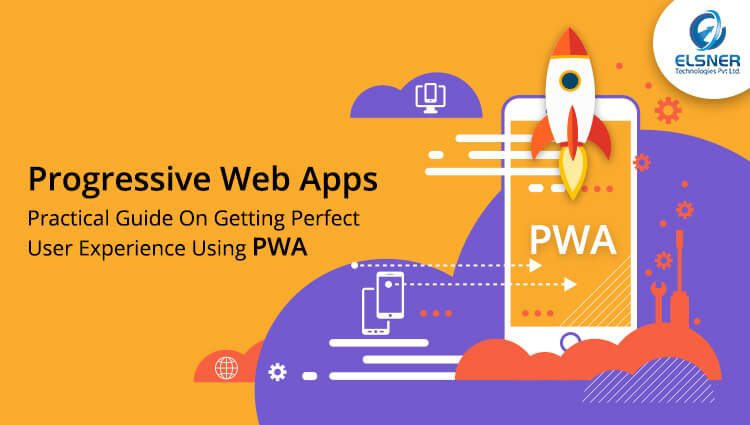 ELSNER
Technologies Pvt Ltd.
Progressive Web Apps
Practical Guide On Getting Perfect
User Experience Using PWA
PWA